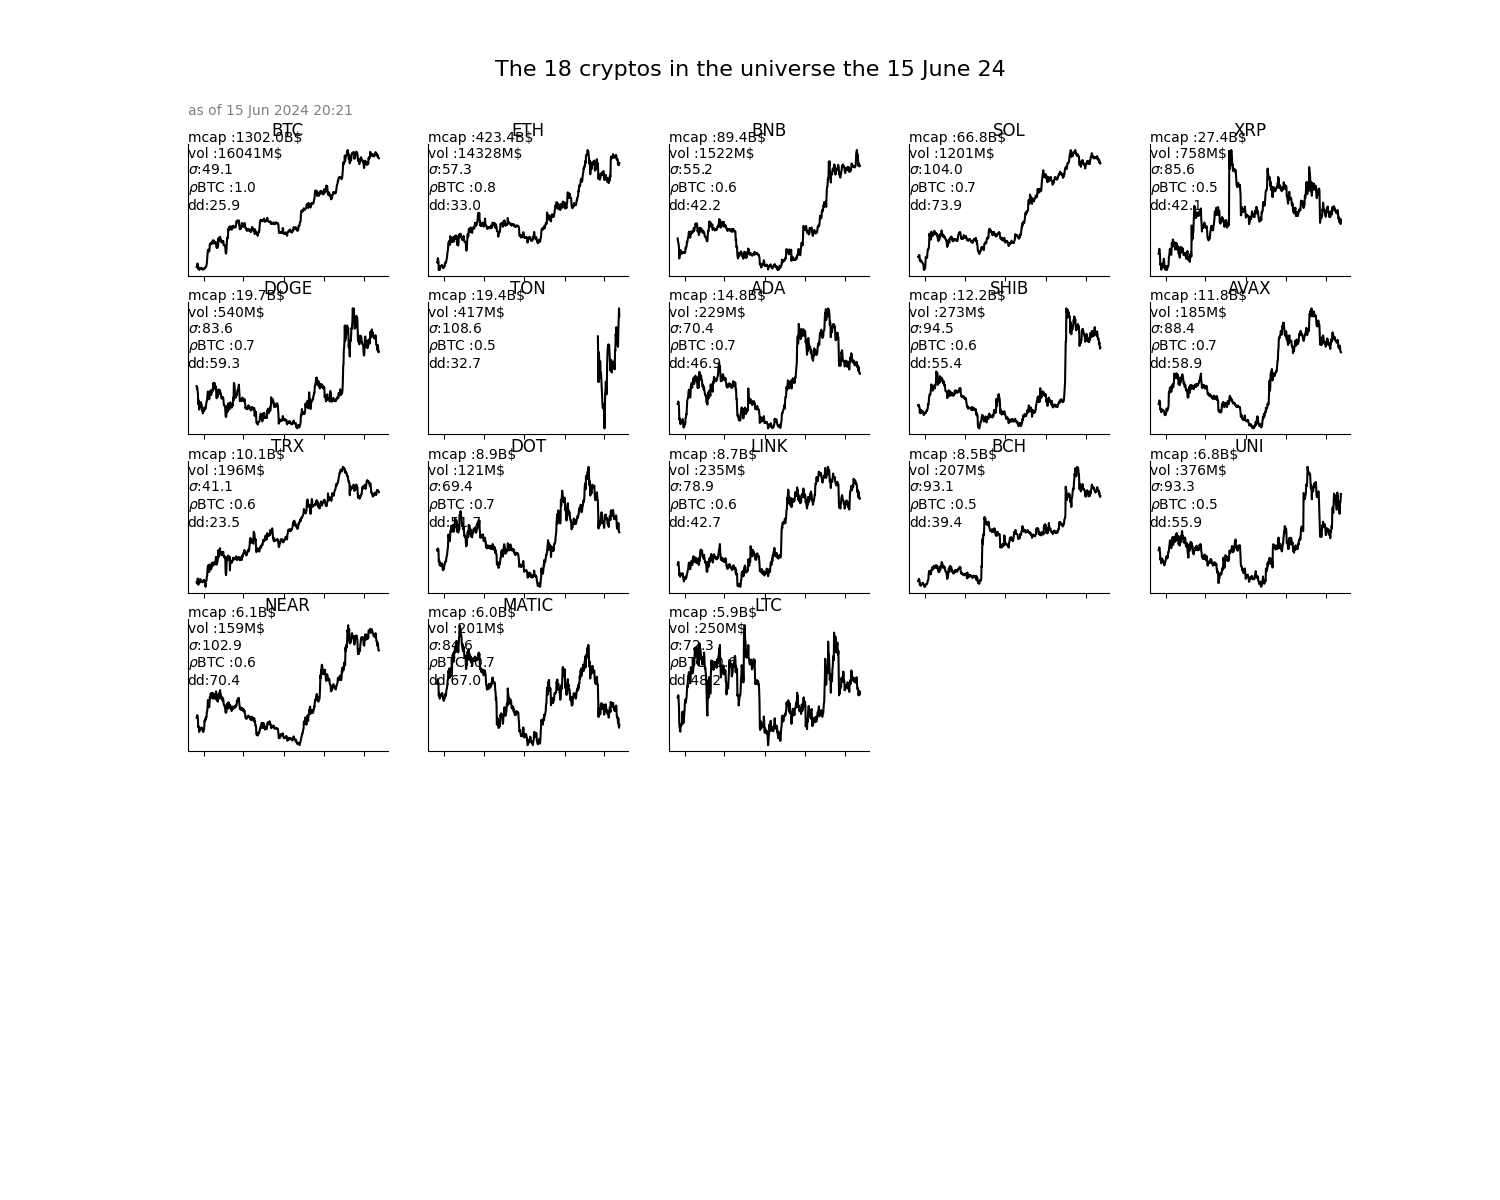 The 18 cryptos in the universe the 15 June 24
as of 15 Jun 2024 20:21
BTC
mcap :1302.0B$
vol :16041M$
σ:49.1
ρBTC :1.0
dd:25.9
ETH
mcap :423.4B$
vol :14328M$
σ:57.3
ρBTC :0.8
dd:33.0
BNB
mcap :89.4B$
vol :1522M$
σ:55.2
ρBTC :0.6
dd:42.2
SOL
mcap :66.8B$
vol :1201M$
σ:104.0
ρBTC :0.7
dd:73.9
XRP
mcap :27.4B$
vol :758M$
σ:85.6
ρBTC :0.5
dd:42.1
DOGE
mcap :19.7B$
vol :540M$
σ:83.6
ρBTC :0.7
dd:59.3
TON
mcap :19.4B$
vol :417M$
σ:108.6
ρBTC :0.5
dd:32.7
ADA
mcap :14.8B$
vol :229M$
σ:70.4
ρBTC :0.7
dd:46.9
SHIB
mcap :12.2B$
vol :273M$
σ:94.5
ρBTC :0.6
dd:55.4
AVAX
mcap :11.8B$
vol :185M$
σ:88.4
ρBTC :0.7
dd:58.9
TRX
mcap :10.1B$
vol :196M$
σ:41.1
ρBTC :0.6
dd:23.5
DOT
mcap :8.9B$
vol :121M$
σ:69.4
ρBTC :0.7
LINK
mcap :8.7B$
vol :235M$
σ:78.9
ρBTC :0.6
dd:42.7
BCH
mcap :8.5B$
vol :207M$
σ:93.1
ρBTC :0.5
dd:39.4
UNI
mcap :6.8B$
vol :376M$
σ:93.3
ρBTC :0.5
dd:55.9
NEAR
mcap :6.1B$
vol :159M$
σ:102.9
ρBTC :0.6
dd:70.4
MATIC
mcap :6.0B$
vol :201M$
σ:84.6
ρBTC :0.7
dd:67.0
LTC
mcap :5.9B$
vol :250M$
σ:72.3
ρBTC
dd:48.2